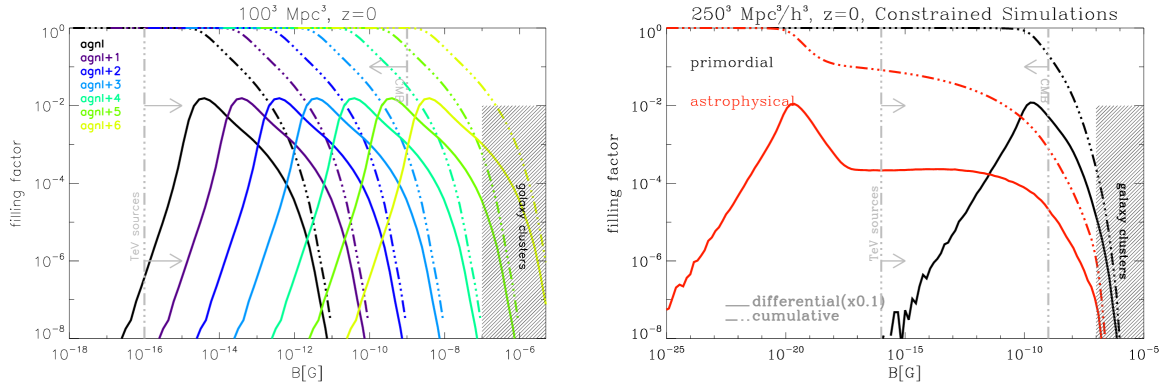 100³ Mpc³, z=0
10⁰
10⁻²
10⁻⁴
10⁻⁶
10⁻⁸
filling factor
agnl
agnl+1
agnl+2
agnl+3
agnl+4
agnl+5
agnl+6
TeV sources
CMB
galaxy clusters
10⁻¹⁸
10⁻¹⁶
10⁻¹⁴
10⁻¹²
10⁻¹⁰
10⁻⁸
10⁻⁶
B[G]
250³ Mpc³/h³, z=0, Constrained Simulations
10⁰
10⁻²
10⁻⁴
10⁻⁶
10⁻⁸
filling factor
primordial
astrophysical
TeV sources
CMB
galaxy clusters
differential(x0.1)
cumulative
10⁻²⁵
10⁻²⁰
10⁻¹⁵
10⁻¹⁰
10⁻⁵
B[G]